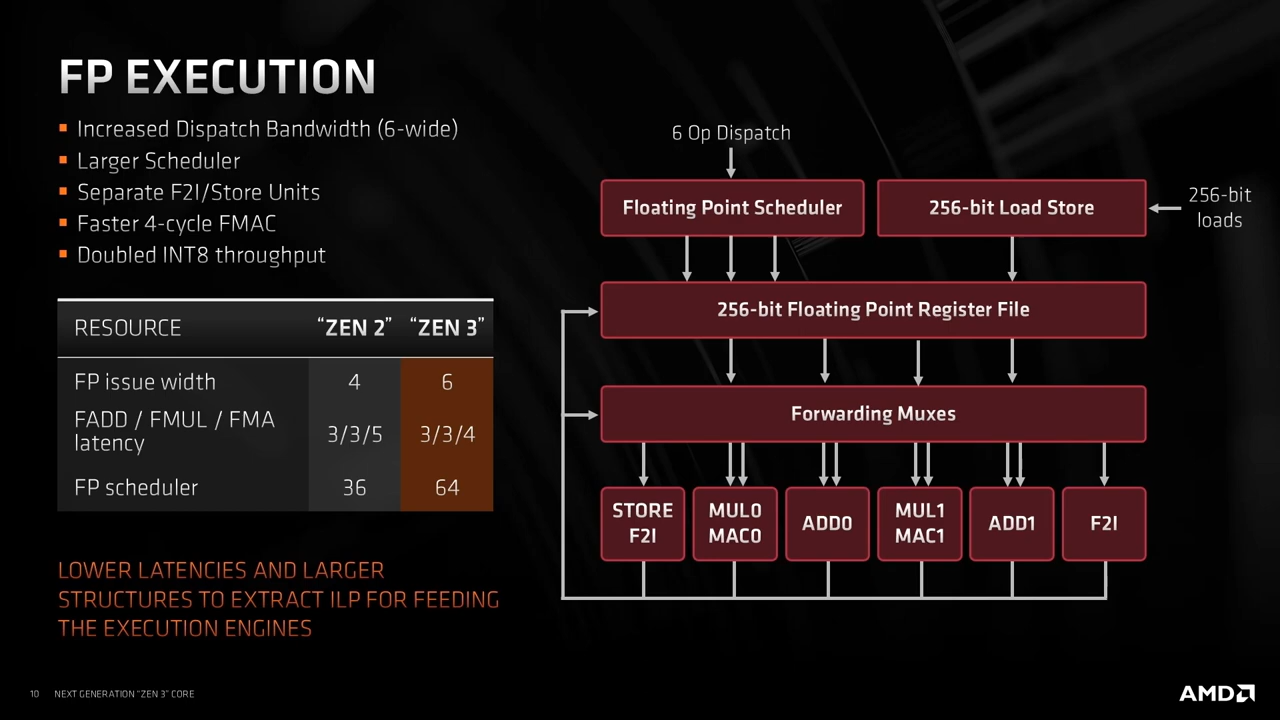 FP EXECUTION
Increased Dispatch Bandwidth (6-wide)
Larger Scheduler
Separate F2I/Store Units
Faster 4-cycle FMAC
Doubled INT8 throughput
RESOURCE "ZEN 2" "ZEN 3"
FP issue width 4 6
FADD / FMUL / FMA
latency 3/3/5 3/3/4
FP scheduler 36 64
LOWER LATENCIES AND LARGER
STRUCTURES TO EXTRACT ILP FOR FEEDING
THE EXECUTION ENGINES
6 Op Dispatch
Floating Point Scheduler
256-bit Load Store
256-bit
loads
256-bit Floating Point Register File
Forwarding Muxes
STORE
F2I
MUL0
MAC0
ADD0
MUL1
MAC1
ADD1
F2I
10 NEXT GENERATION "ZEN 3" CORE
AMD